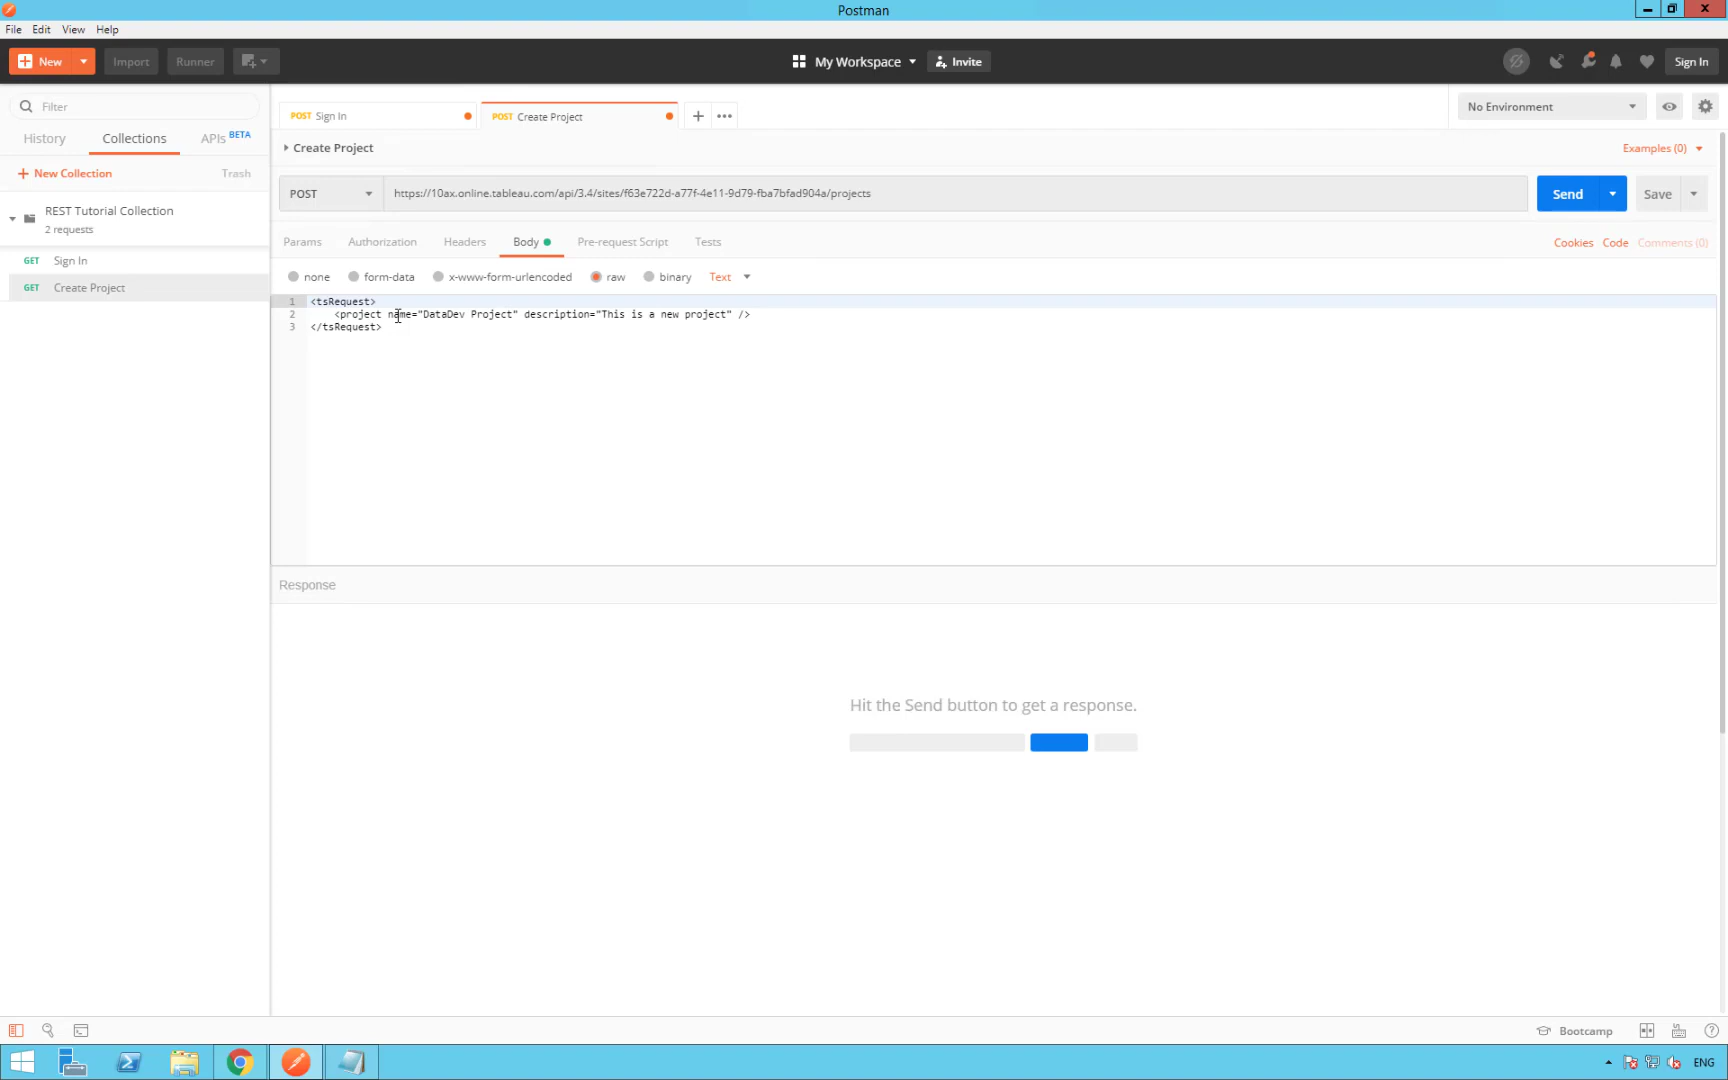 Postman
File Edit View Help
New Import Runner My Workspace Invite Sign In
Filter
History Collections APIs BETA
New Collection Trash
REST Tutorial Collection
2 requests
GET Sign In
GET Create Project
POST Sign In POST Create Project No Environment
Create Project Examples (0)
POST https://10ax.online.tableau.com/api/3.4/sites/f63e722d-a77f-4e11-9d79-fba7bfad904a/projects Send Save
Params Authorization Headers Body Pre-request Script Tests Cookies Code Comments (0)
none form-data x-www-form-urlencoded raw binary Text
1 <tsRequest>
2 <project name="DataDev Project" description="This is a new project" />
3 </tsRequest>
Response
Hit the Send button to get a response.
Bootcamp
ENG